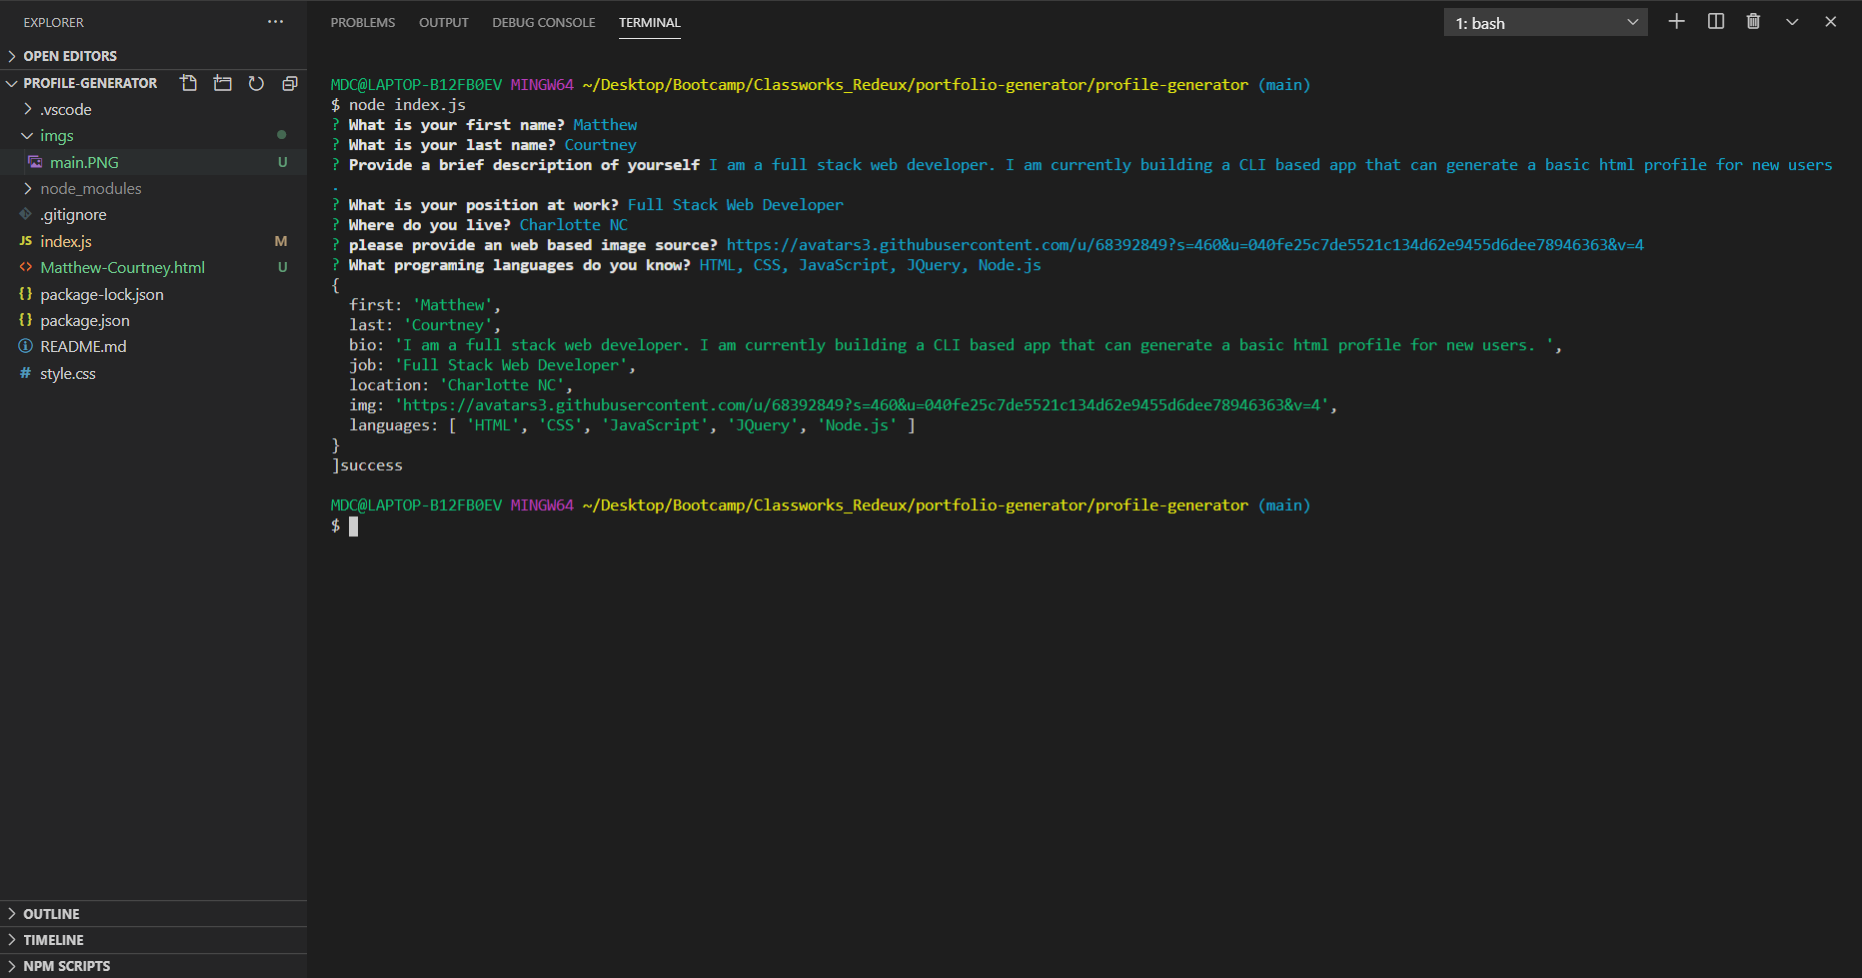 EXPLORER
OPEN EDITORS
PROFILE-GENERATOR
.vscode
imgs
main.PNG U
node_modules
.gitignore
JS index.js M
<> Matthew-Courtney.html U
{} package-lock.json
{} package.json
README.md
# style.css
OUTLINE
TIMELINE
NPM SCRIPTS
PROBLEMS OUTPUT DEBUG CONSOLE TERMINAL 1: bash
MDC@LAPTOP-B12FB0EV MINGW64 ~/Desktop/Bootcamp/Classworks_Redeux/portfolio-generator/profile-generator (main)
$ node index.js
? What is your first name? Matthew
? What is your last name? Courtney
? Provide a brief description of yourself I am a full stack web developer. I am currently building a CLI based app that can generate a basic html profile for new users
.
? What is your position at work? Full Stack Web Developer
? Where do you live? Charlotte NC
? please provide an web based image source? https://avatars3.githubusercontent.com/u/68392849?s=460&u=040fe25c7de5521c134d62e9455d6dee78946363&v=4
? What programing languages do you know? HTML, CSS, JavaScript, JQuery, Node.js
{
first: 'Matthew',
last: 'Courtney',
bio: 'I am a full stack web developer. I am currently building a CLI based app that can generate a basic html profile for new users. ',
job: 'Full Stack Web Developer',
location: 'Charlotte NC',
img: 'https://avatars3.githubusercontent.com/u/68392849?s=460&u=040fe25c7de5521c134d62e9455d6dee78946363&v=4',
languages: [ 'HTML', 'CSS', 'JavaScript', 'JQuery', 'Node.js' ]
}
]success
MDC@LAPTOP-B12FB0EV MINGW64 ~/Desktop/Bootcamp/Classworks_Redeux/portfolio-generator/profile-generator (main)
$